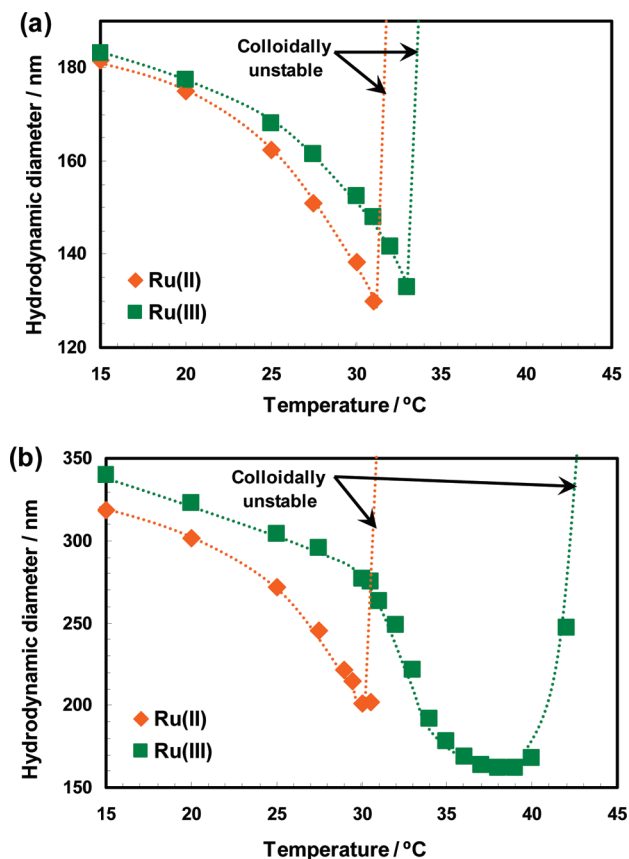 (a)
Hydrodynamic diameter / nm
180
160
140
120
Colloidally
unstable
Ru(II)
Ru(III)
15 20 25 30 35 40 45
Temperature / ºC
(b)
Hydrodynamic diameter / nm
350
300
250
200
150
Colloidally
unstable
Ru(II)
Ru(III)
15 20 25 30 35 40 45
Temperature / ºC